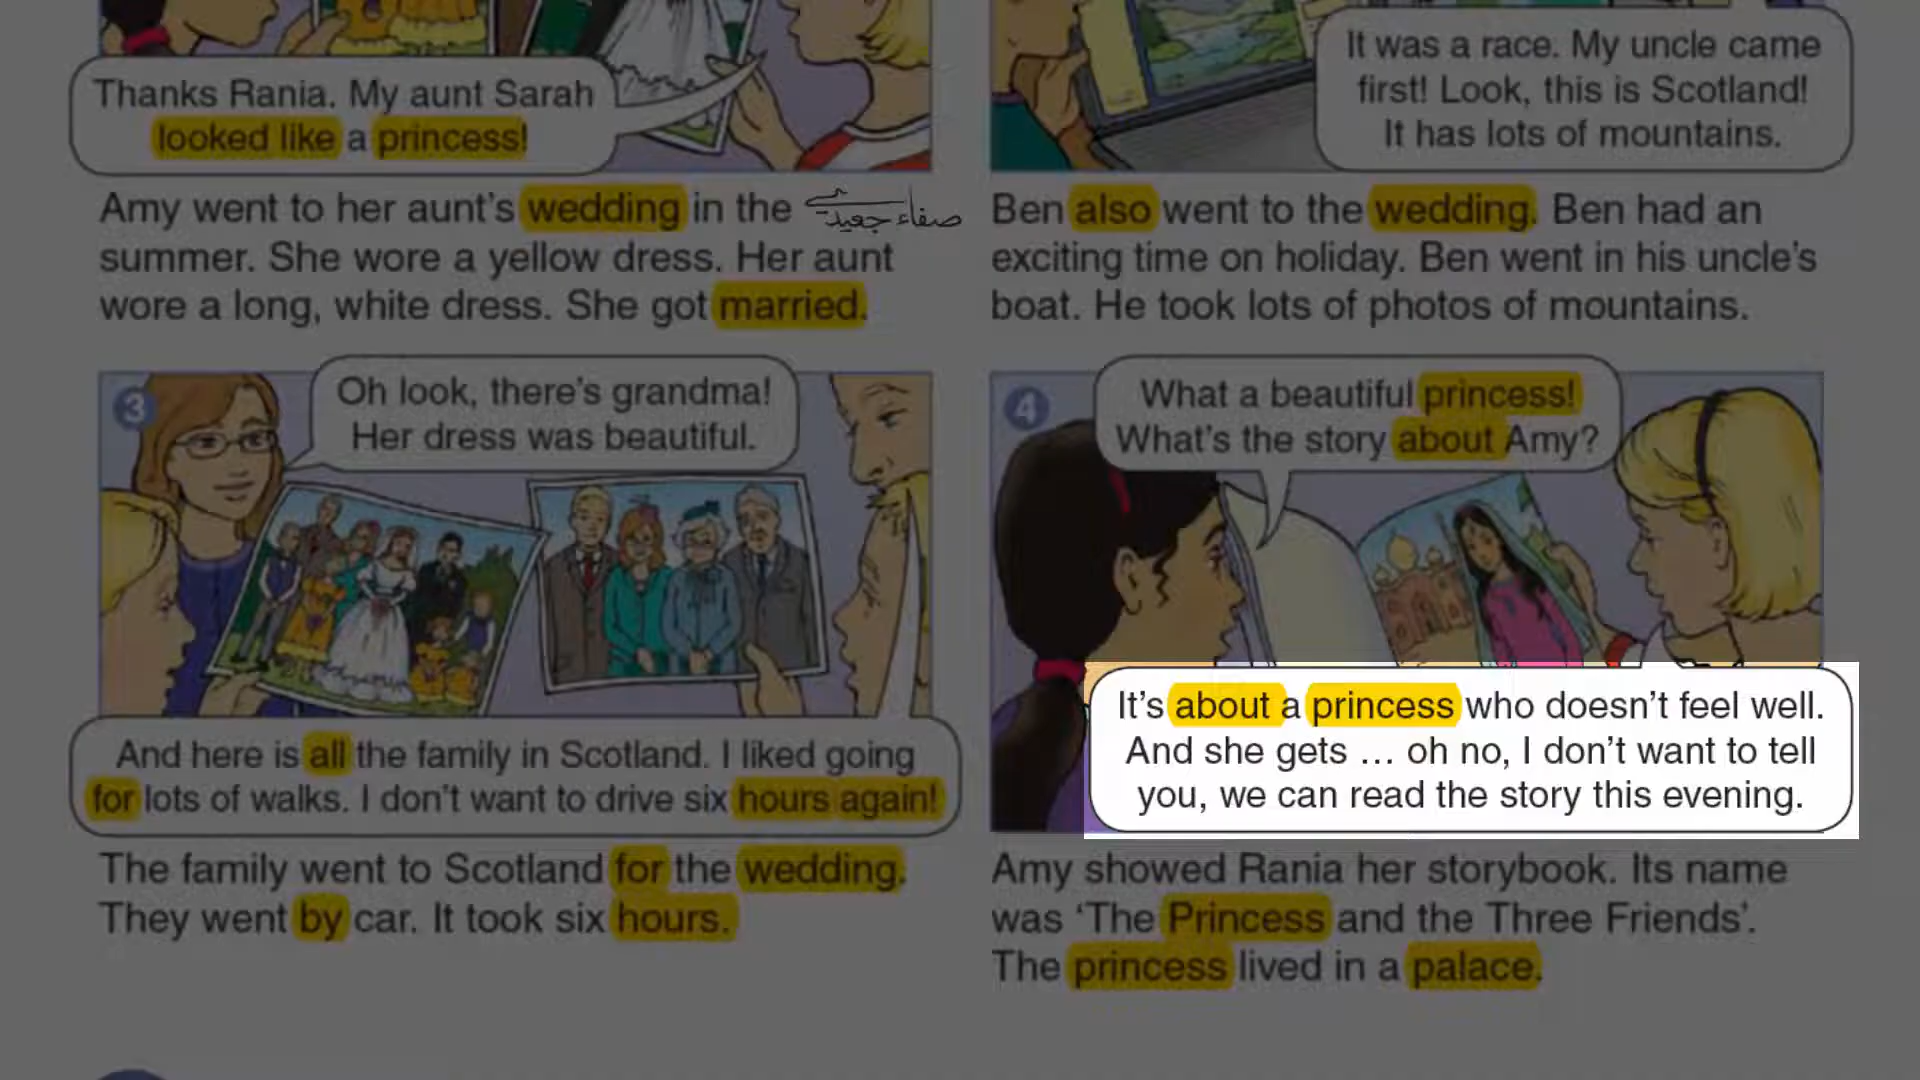 Thanks Rania. My aunt Sarah
looked like a princess!
Amy went to her aunt's wedding in the
summer. She wore a yellow dress. Her aunt
wore a long, white dress. She got married.
صفاء جعيدي
It was a race. My uncle came
first! Look, this is Scotland!
It has lots of mountains.
Ben also went to the wedding. Ben had an
exciting time on holiday. Ben went in his uncle's
boat. He took lots of photos of mountains.
3
Oh look, there's grandma!
Her dress was beautiful.
And here is all the family in Scotland. I liked going
for lots of walks. I don't want to drive six hours again!
The family went to Scotland for the wedding.
They went by car. It took six hours.
4
What a beautiful princess!
What's the story about Amy?
It's about a princess who doesn't feel well.
And she gets ... oh no, I don't want to tell
you, we can read the story this evening.
Amy showed Rania her storybook. Its name
was 'The Princess and the Three Friends'.
The princess lived in a palace.